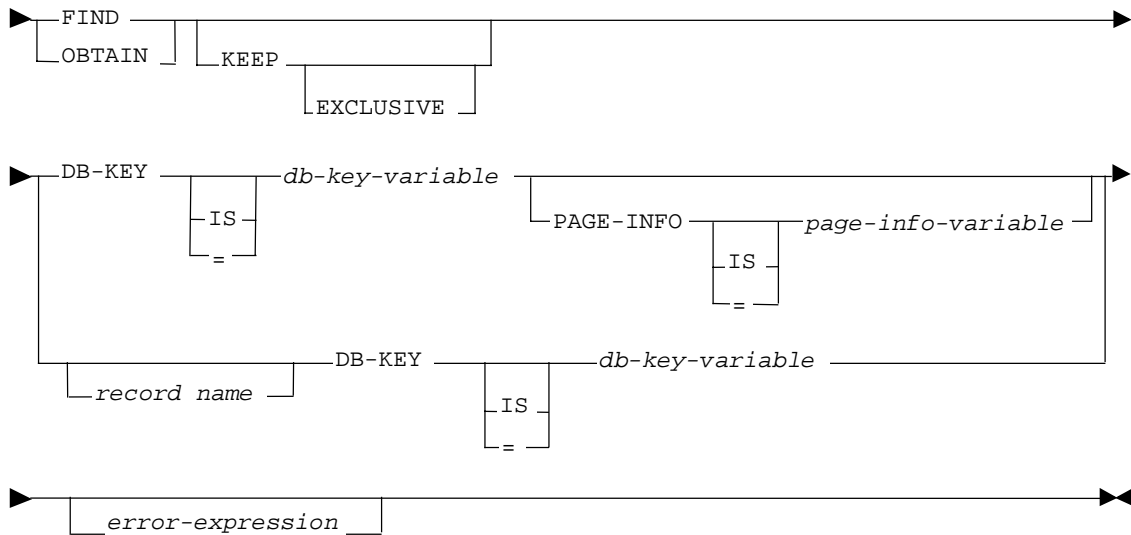 FIND
OBTAIN
KEEP
EXCLUSIVE
DB-KEY db-key-variable
IS
=
PAGE-INFO page-info-variable
IS
=
record name DB-KEY db-key-variable
IS
=
error-expression